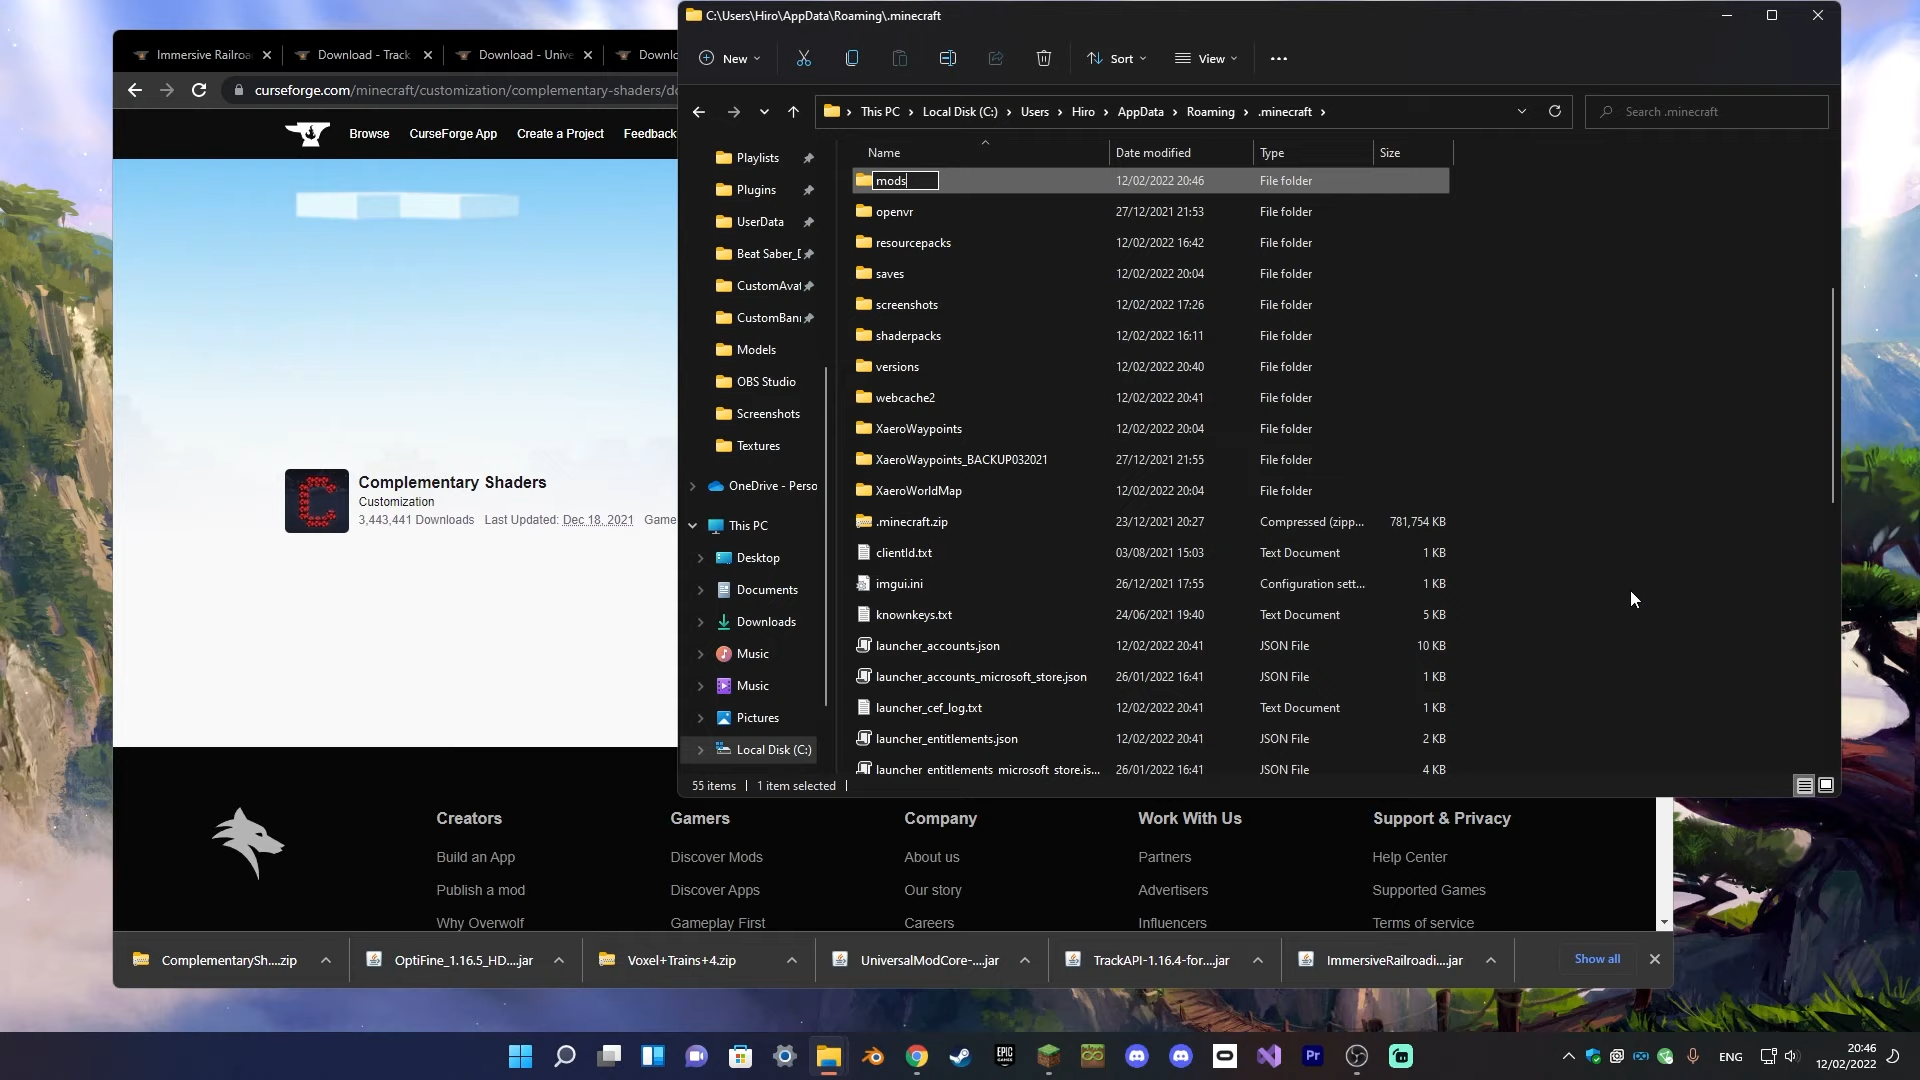 C:\Users\Hiro\AppData\Roaming\.minecraft
Immersive Railroa
Download - Track
Download - Unive
Downlo
New
Sort
View
curseforge.com/minecraft/customization/complementary-shaders/do
This PC
Local Disk (C:)
Users
Hiro
AppData
Roaming
.minecraft
Search .minecraft
Browse
CurseForge App
Create a Project
Feedback
Complementary Shaders
Customization
3,443,441 Downloads Last Updated: Dec 18, 2021 Game
Playlists
Plugins
UserData
Beat Saber_D
CustomAvat
CustomBann
Models
OBS Studio
Screenshots
Textures
OneDrive - Perso
This PC
Desktop
Documents
Downloads
Music
Music
Pictures
Local Disk (C:)
Name Date modified Type Size
mods 12/02/2022 20:46 File folder
openvr 27/12/2021 21:53 File folder
resourcepacks 12/02/2022 16:42 File folder
saves 12/02/2022 20:04 File folder
screenshots 12/02/2022 17:26 File folder
shaderpacks 12/02/2022 16:11 File folder
versions 12/02/2022 20:40 File folder
webcache2 12/02/2022 20:41 File folder
XaeroWaypoints 12/02/2022 20:04 File folder
XaeroWaypoints_BACKUP032021 27/12/2021 21:55 File folder
XaeroWorldMap 12/02/2022 20:04 File folder
.minecraft.zip 23/12/2021 20:27 Compressed (zipp... 781,754 KB
clientId.txt 03/08/2021 15:03 Text Document 1 KB
imgui.ini 26/12/2021 17:55 Configuration sett... 1 KB
knownkeys.txt 24/06/2021 19:40 Text Document 5 KB
launcher_accounts.json 12/02/2022 20:41 JSON File 10 KB
launcher_accounts_microsoft_store.json 26/01/2022 16:41 JSON File 1 KB
launcher_cef_log.txt 12/02/2022 20:41 Text Document 1 KB
launcher_entitlements.json 12/02/2022 20:41 JSON File 2 KB
launcher_entitlements_microsoft_store.js... 26/01/2022 16:41 JSON File 4 KB
55 items 1 item selected
Creators
Build an App
Publish a mod
Why Overwolf
Gamers
Discover Mods
Discover Apps
Gameplay First
Company
About us
Our story
Careers
Work With Us
Partners
Advertisers
Influencers
Support & Privacy
Help Center
Supported Games
Terms of service
ComplementarySh....zip
OptiFine_1.16.5_HD....jar
Voxel+Trains+4.zip
UniversalModCore-....jar
TrackAPI-1.16.4-for....jar
ImmersiveRailroadi....jar
Show all
EPIC GAMES
Pr
ENG
20:46
12/02/2022